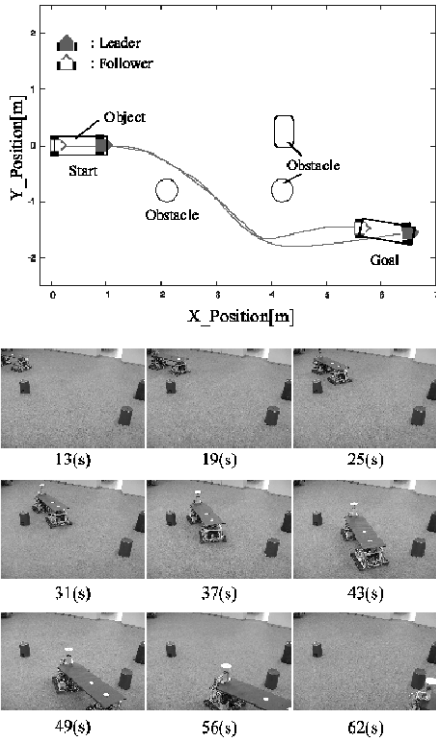 : Leader
: Follower
Object
Start
Obstacle
Obstacle
Goal
Y_Position[m]
2
1
0
-1
-2
0
1
2
3
4
5
6
7
X_Position[m]
13(s)
19(s)
25(s)
31(s)
37(s)
43(s)
49(s)
56(s)
62(s)